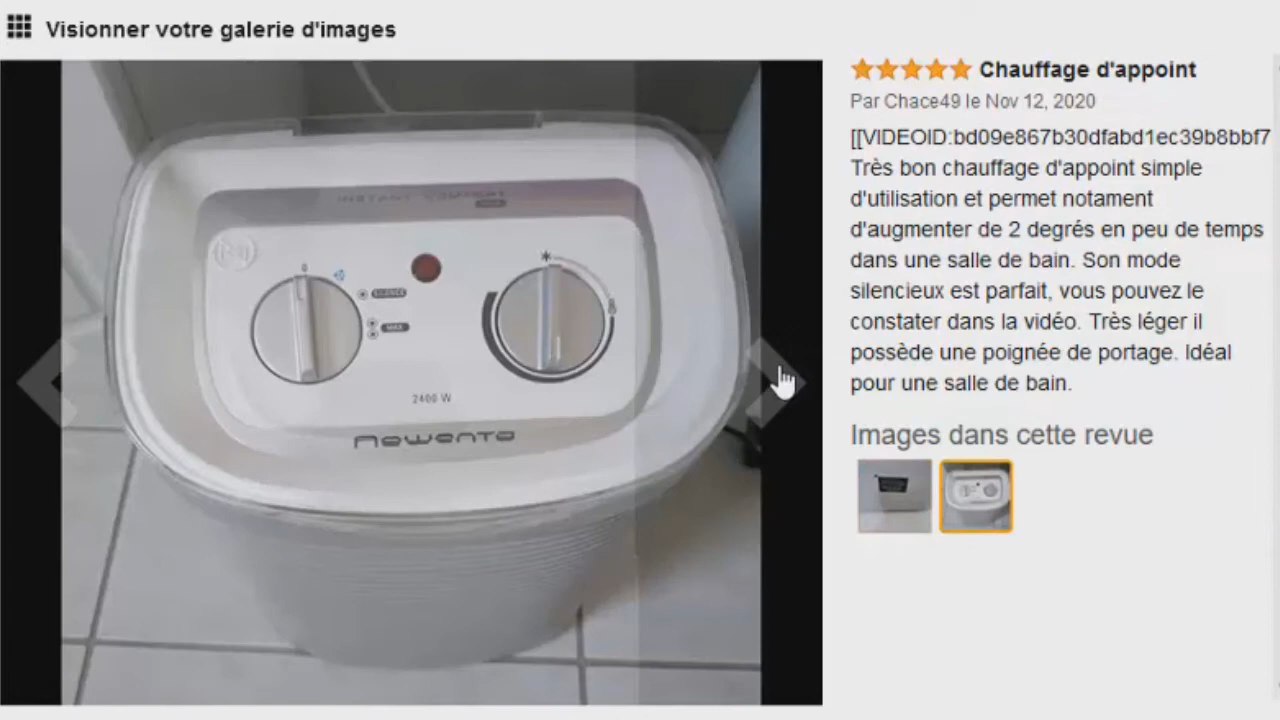 Visionner votre galerie d'images
Chauffage d'appoint
Par Chace49 le Nov 12, 2020
[[VIDEOID:bd09e867b30dfabd1ec39b8bbf7
Très bon chauffage d'appoint simple
d'utilisation et permet notament
d'augmenter de 2 degrés en peu de temps
dans une salle de bain. Son mode
silencieux est parfait, vous pouvez le
constater dans la vidéo. Très léger il
possède une poignée de portage. Idéal
pour une salle de bain.
Images dans cette revue
INSTANT COMFORT
0
SILENCE
MAX
2400 W
Rowenta